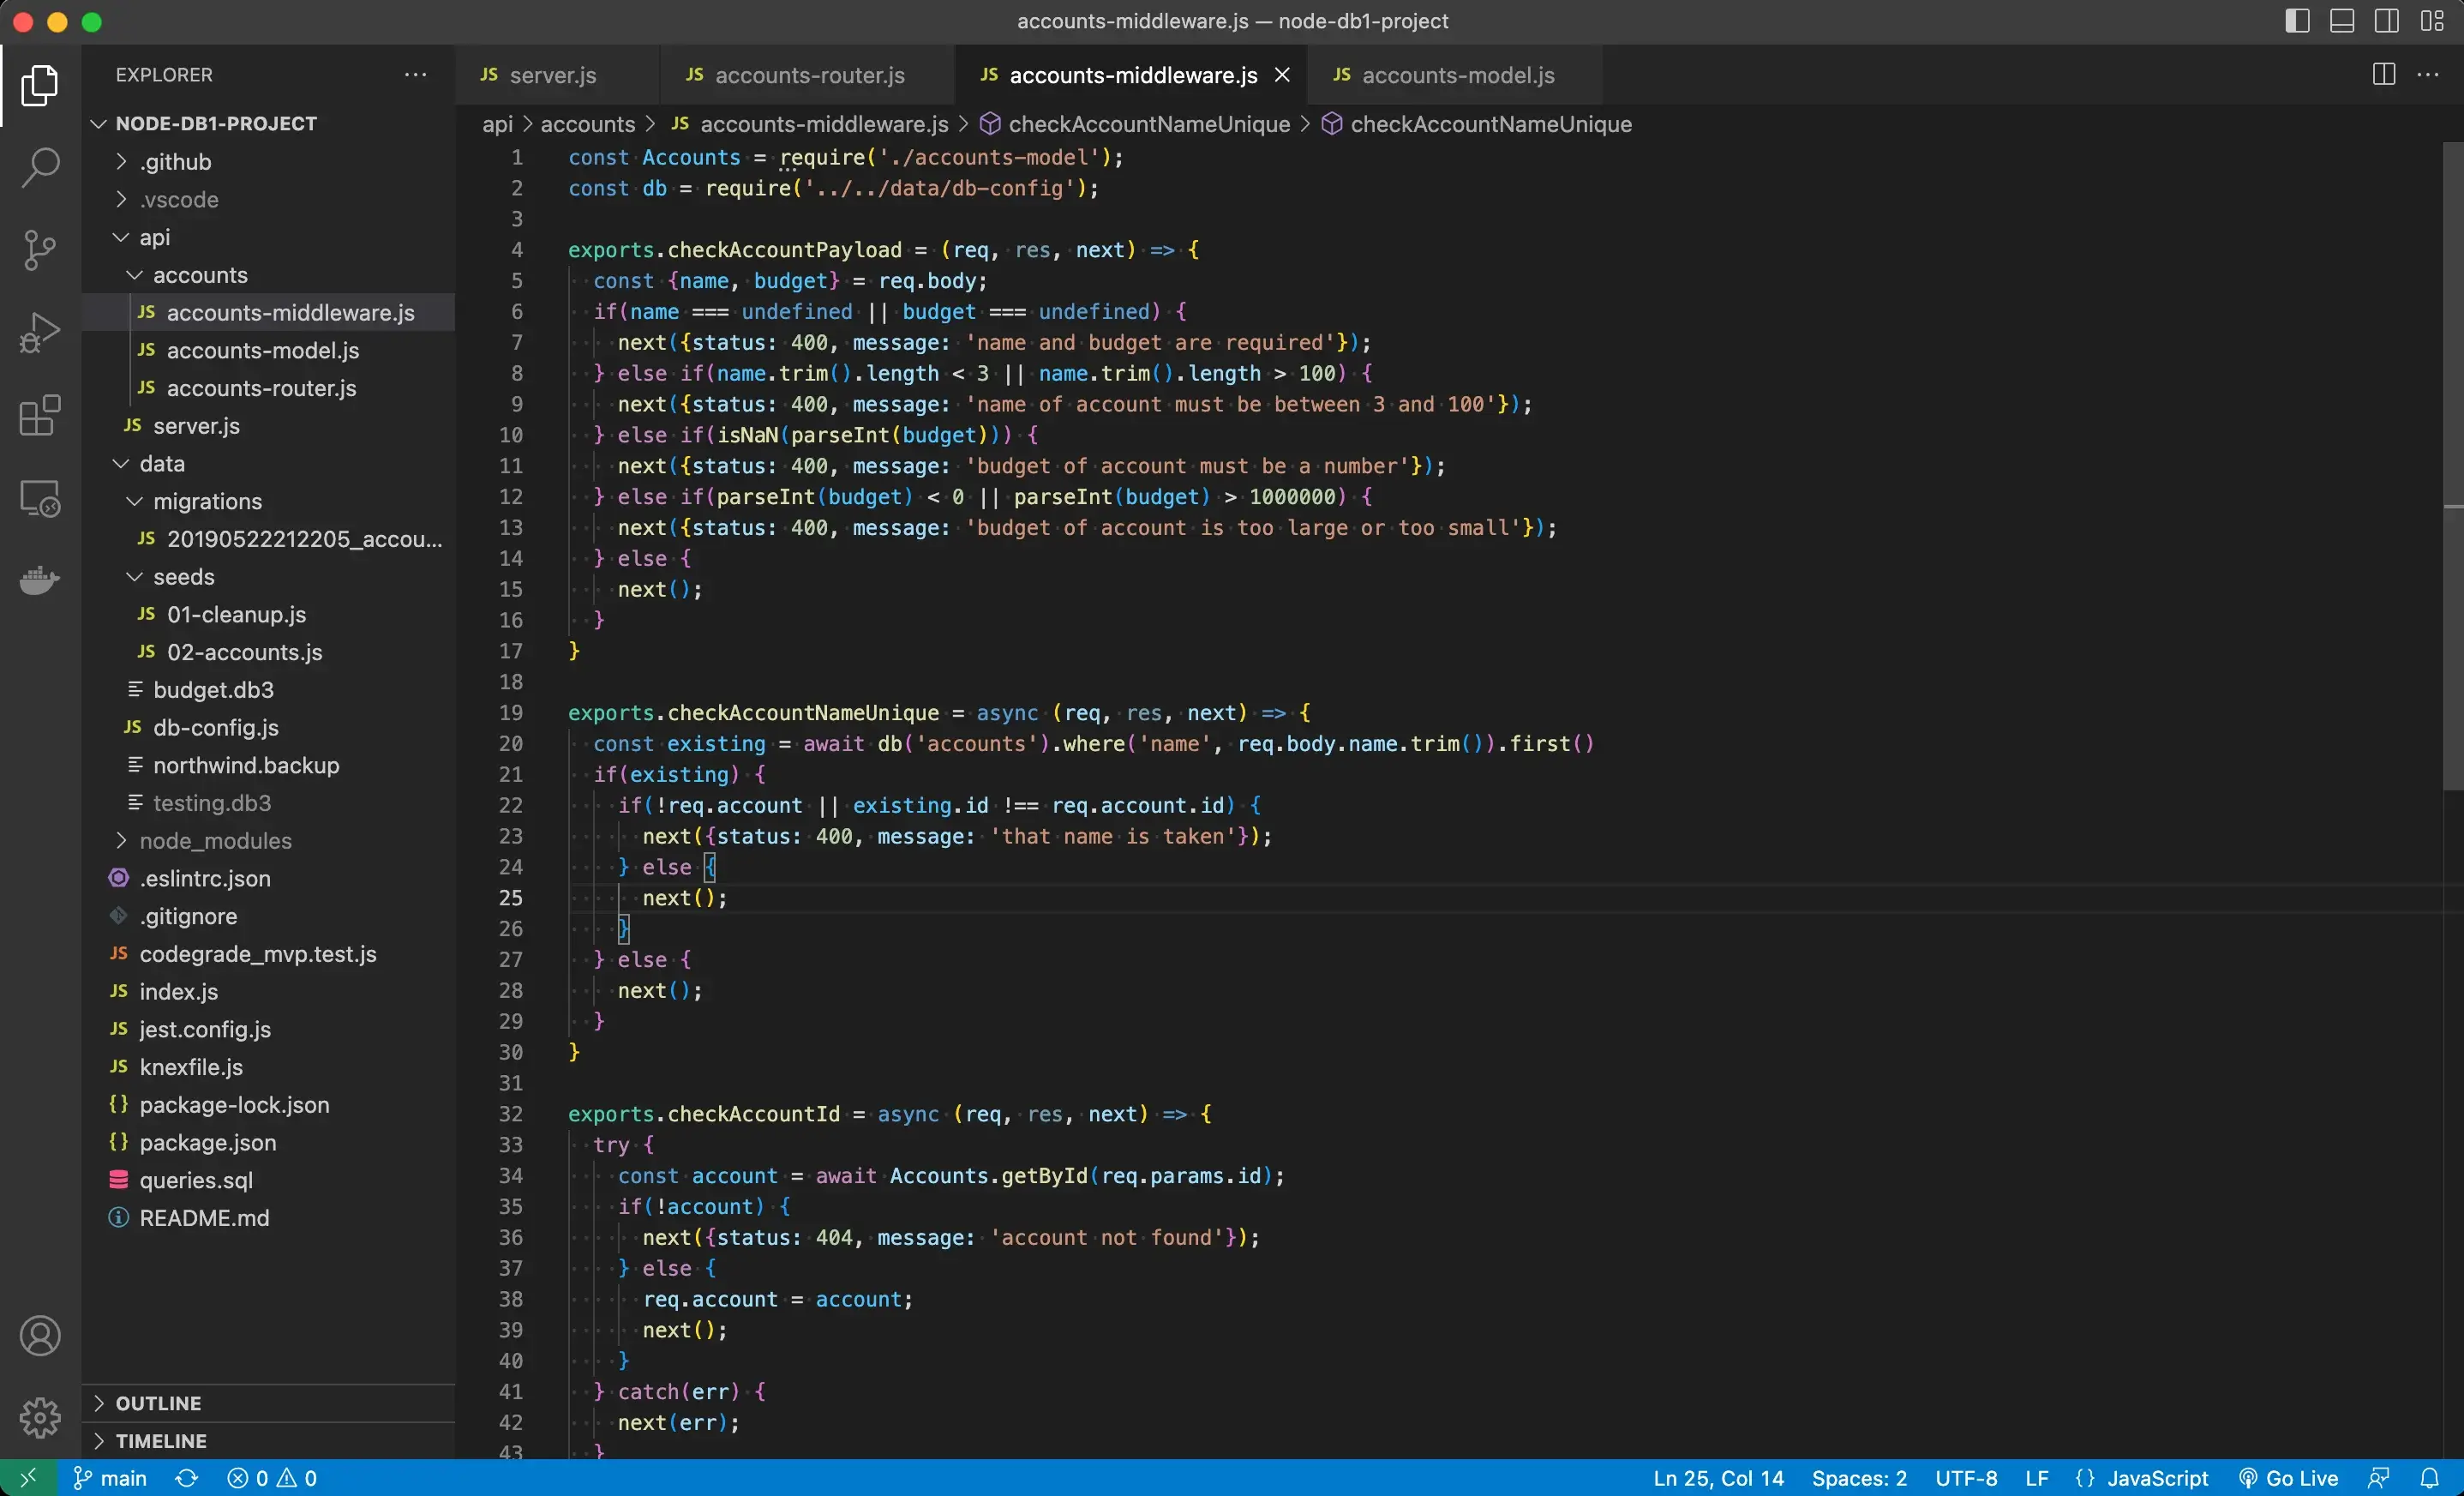 accounts-middleware.js — node-db1-project
EXPLORER
NODE-DB1-PROJECT
.github
.vscode
api
accounts
JS accounts-middleware.js
JS accounts-model.js
JS accounts-router.js
JS server.js
data
migrations
JS 20190522212205_accou...
seeds
JS 01-cleanup.js
JS 02-accounts.js
budget.db3
JS db-config.js
northwind.backup
testing.db3
node_modules
.eslintrc.json
.gitignore
JS codegrade_mvp.test.js
JS index.js
JS jest.config.js
JS knexfile.js
{} package-lock.json
{} package.json
queries.sql
README.md
OUTLINE
TIMELINE
JS server.js JS accounts-router.js JS accounts-middleware.js JS accounts-model.js
api > accounts > JS accounts-middleware.js > checkAccountNameUnique > checkAccountNameUnique
1 const Accounts = require('./accounts-model');
2 const db = require('../../data/db-config');
3
4 exports.checkAccountPayload = (req, res, next) => {
5   const {name, budget} = req.body;
6   if(name === undefined || budget === undefined) {
7     next({status: 400, message: 'name and budget are required'});
8   } else if(name.trim().length < 3 || name.trim().length > 100) {
9     next({status: 400, message: 'name of account must be between 3 and 100'});
10   } else if(isNaN(parseInt(budget))) {
11     next({status: 400, message: 'budget of account must be a number'});
12   } else if(parseInt(budget) < 0 || parseInt(budget) > 1000000) {
13     next({status: 400, message: 'budget of account is too large or too small'});
14   } else {
15     next();
16   }
17 }
18
19 exports.checkAccountNameUnique = async (req, res, next) => {
20   const existing = await db('accounts').where('name', req.body.name.trim()).first()
21   if(existing) {
22     if(!req.account || existing.id !== req.account.id) {
23       next({status: 400, message: 'that name is taken'});
24     } else {
25       next();
26     }
27   } else {
28     next();
29   }
30 }
31
32 exports.checkAccountId = async (req, res, next) => {
33   try {
34     const account = await Accounts.getById(req.params.id);
35     if(!account) {
36       next({status: 404, message: 'account not found'});
37     } else {
38       req.account = account;
39       next();
40     }
41   } catch(err) {
42     next(err);
43   }
main 0 0 Ln 25, Col 14 Spaces: 2 UTF-8 LF {} JavaScript Go Live